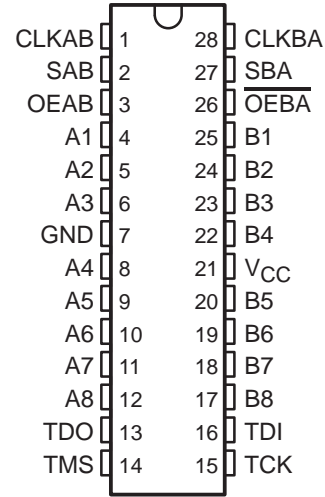 CLKAB 1 28 CLKBA
SAB 2 27 SBA
OEAB 3 26 OEBA
A1 4 25 B1
A2 5 24 B2
A3 6 23 B3
GND 7 22 B4
A4 8 21 VCC
A5 9 20 B5
A6 10 19 B6
A7 11 18 B7
A8 12 17 B8
TDO 13 16 TDI
TMS 14 15 TCK